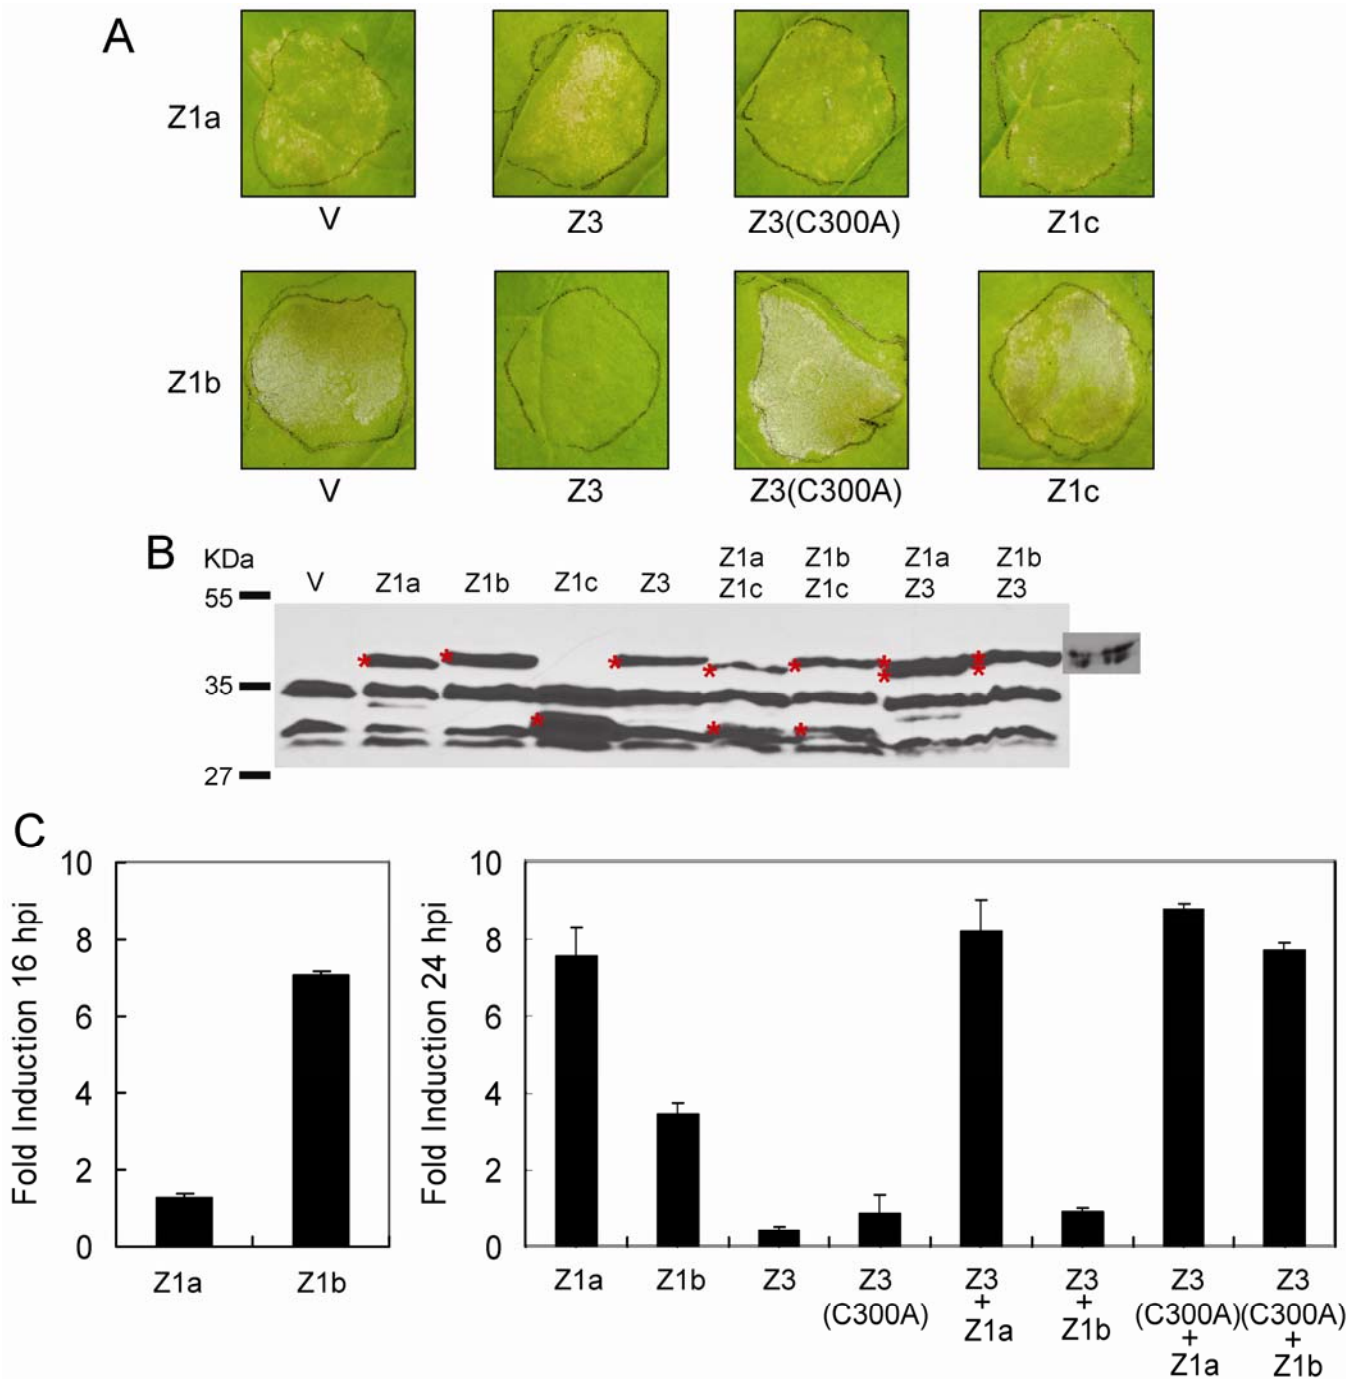 A
Z1a
V Z3 Z3(C300A) Z1c
Z1b
V Z3 Z3(C300A) Z1c
B KDa
V Z1a Z1b Z1c Z3 Z1a Z1b Z1a Z1b
Z1c Z1c Z3 Z3
55
35
27
C
Fold Induction 16 hpi
10
8
6
4
2
0
Z1a Z1b
Fold Induction 24 hpi
10
8
6
4
2
0
Z1a Z1b Z3 Z3 Z3 Z3 Z3 Z3
(C300A) + + (C300A) (C300A)
Z1a Z1b + +
Z1a Z1b